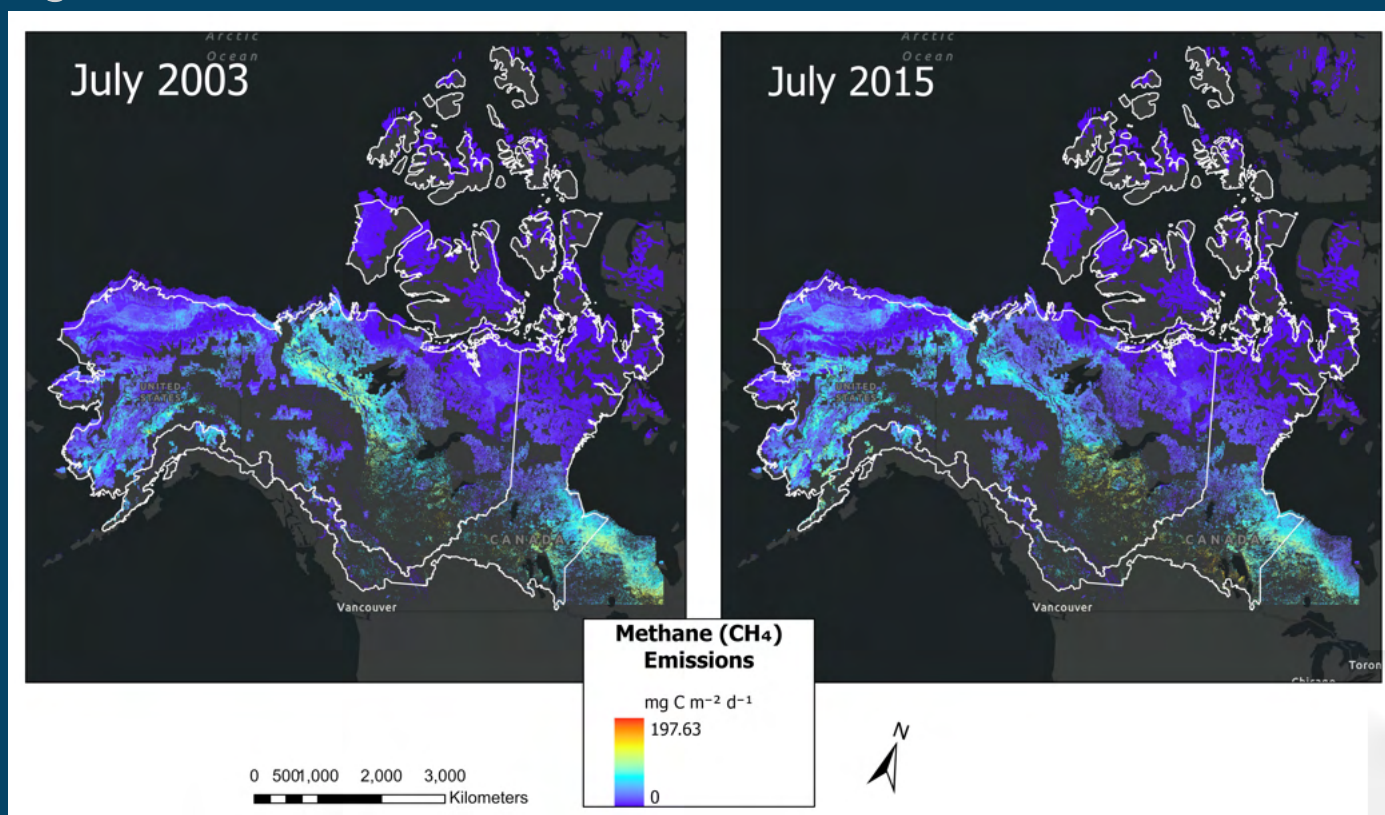 Arctic
Ocean
July 2003
UNITED
STATES
CANADA
Vancouver
Arctic
Ocean
July 2015
UNITED
STATES
CANADA
Vancouver
Toron
Methane (CH₄)
Emissions
mg C m⁻² d⁻¹
197.63
0
0 5001,000 2,000 3,000
Kilometers
N